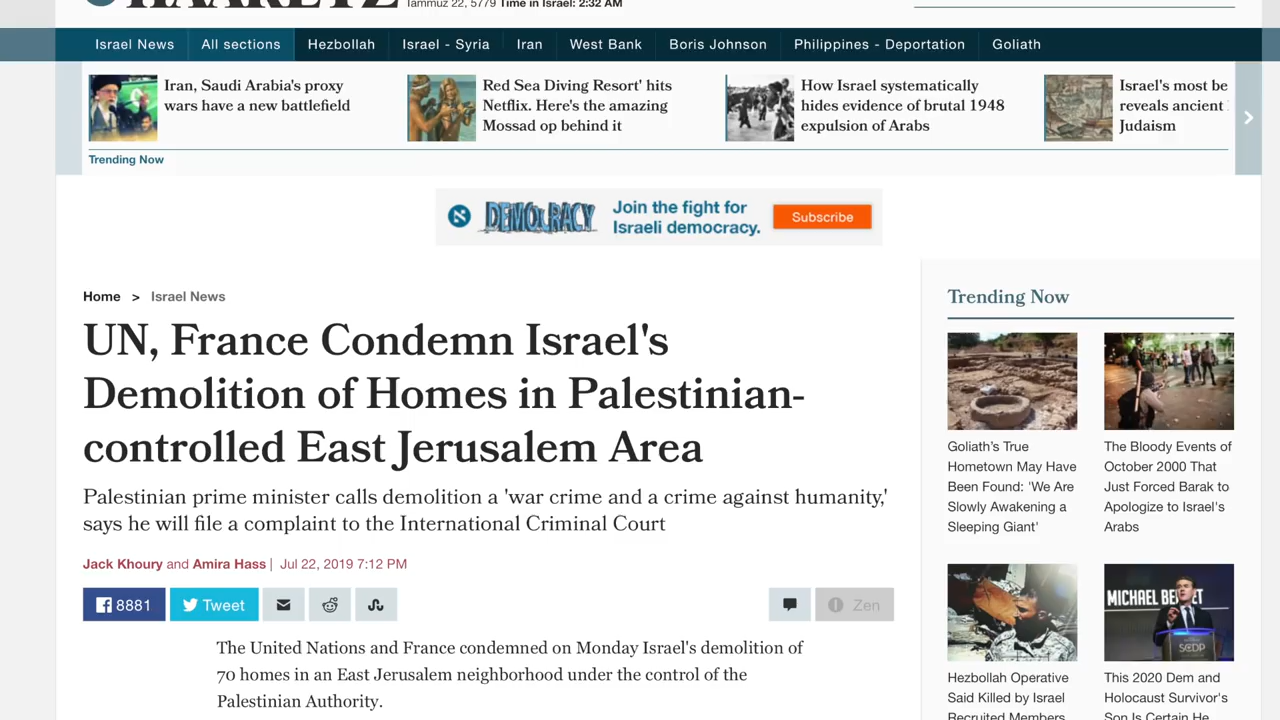 HAARETZ
Tammuz 22, 5779 Time in Israel: 2:32 AM
Israel News All sections Hezbollah Israel - Syria Iran West Bank Boris Johnson Philippines - Deportation Goliath
Iran, Saudi Arabia's proxy
wars have a new battlefield
Red Sea Diving Resort' hits
Netflix. Here's the amazing
Mossad op behind it
How Israel systematically
hides evidence of brutal 1948
expulsion of Arabs
Israel's most be
reveals ancient
Judaism
Trending Now
DEMOCRACY
Join the fight for
Israeli democracy.
Subscribe
Home > Israel News
UN, France Condemn Israel's
Demolition of Homes in Palestinian-
controlled East Jerusalem Area
Palestinian prime minister calls demolition a 'war crime and a crime against humanity,'
says he will file a complaint to the International Criminal Court
Jack Khoury and Amira Hass | Jul 22, 2019 7:12 PM
8881 Tweet Zen
The United Nations and France condemned on Monday Israel's demolition of
70 homes in an East Jerusalem neighborhood under the control of the
Palestinian Authority.
Trending Now
Goliath's True
Hometown May Have
Been Found: 'We Are
Slowly Awakening a
Sleeping Giant'
The Bloody Events of
October 2000 That
Just Forced Barak to
Apologize to Israel's
Arabs
MICHAEL BENNET
SCDP
Hezbollah Operative
Said Killed by Israel
Recruited Members
This 2020 Dem and
Holocaust Survivor's
Son Is Certain He